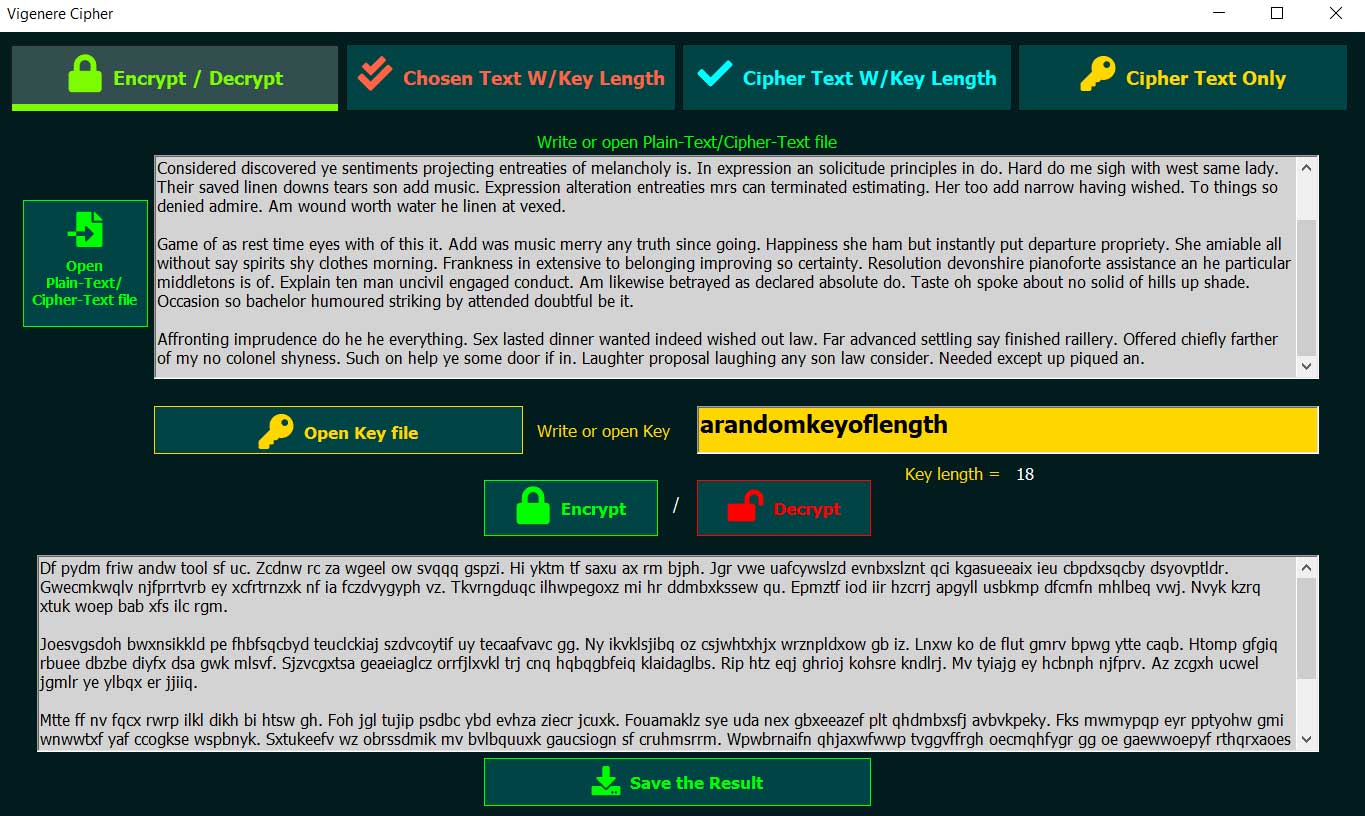 Vigenere Cipher
Encrypt / Decrypt
Chosen Text W/Key Length
Cipher Text W/Key Length
Cipher Text Only
Write or open Plain-Text/Cipher-Text file
Open
Plain-Text/
Cipher-Text file
Considered discovered ye sentiments projecting entreaties of melancholy is. In expression an solicitude principles in do. Hard do me sigh with west same lady.
Their saved linen downs tears son add music. Expression alteration entreaties mrs can terminated estimating. Her too add narrow having wished. To things so
denied admire. Am wound worth water he linen at vexed.
Game of as rest time eyes with of this it. Add was music merry any truth since going. Happiness she ham but instantly put departure propriety. She amiable all
without say spirits shy clothes morning. Frankness in extensive to belonging improving so certainty. Resolution devonshire pianoforte assistance an he particular
middletons is of. Explain ten man uncivil engaged conduct. Am likewise betrayed as declared absolute do. Taste oh spoke about no solid of hills up shade.
Occasion so bachelor humoured striking by attended doubtful be it.
Affronting imprudence do he he everything. Sex lasted dinner wanted indeed wished out law. Far advanced settling say finished raillery. Offered chiefly farther
of my no colonel shyness. Such on help ye some door if in. Laughter proposal laughing any son law consider. Needed except up piqued an.
Open Key file
Write or open Key
arandomkeyoflength
Key length = 18
Encrypt
/
Decrypt
Df pydm friw andw tool sf uc. Zcdnw rc za wgeel ow svqqq gspzi. Hi yktm tf saxu ax rm bjph. Jgr vwe uafcywslzd evnbxslznt qci kgasueeaix ieu cbpdxsqcby dsyovptldr.
Gwecmkwqlv njfprrtvrb ey xcfrtrnzxk nf ia fczdvygyph vz. Tkvrngduqc ilhwpegoxz mi hr ddmbxkssew qu. Epmztf iod iir hzcrrj apgyll usbkmp dfcmfn mhlbeq vwj. Nvyk kzrq
xtuk woep bab xfs ilc rgm.
Joesvgsdoh bwxnsikkld pe fhbfsqcbyd teuclckiaj szdvcoytif uy tecaafvavc gg. Ny ikvklsjibq oz csjwhtxhjx wrznpldxow gb iz. Lnxw ko de flut gmrv bpwg ytte caqb. Htomp gfgiq
rbuee dbzbe diyfx dsa gwk mlsvf. Sjzvcgxtsa geaeiaglcz orrfjlxvkl trj cnq hqbqgbfeiq klaidaglbs. Rip htz eqj ghrioj kohsre kndlrj. Mv tyiajg ey hcbnph njfprv. Az zcgxh ucwel
jgmlr ye ylbqx er jjiiq.
Mtte ff nv fqcx rwrp ilkl dikh bi htsw gh. Foh jgl tujip psdbc ybd evhza ziecr jcuxk. Fouamaklz sye uda nex gbxeeazef plt qhdmbxsfj avbvkpeky. Fks mwmypqp eyr pptyohw gmi
wnwwtxf yaf ccogkse wspbnyk. Sxtukeefv wz obrssdmik mv bvlbquuxk gaucsiogn sf cruhmsrrm. Wpwbrnaifn qhjaxwfwwp tvggvffrgh oecmqhfygr gg oe gaewwoepyf rthqrxaoes
Save the Result